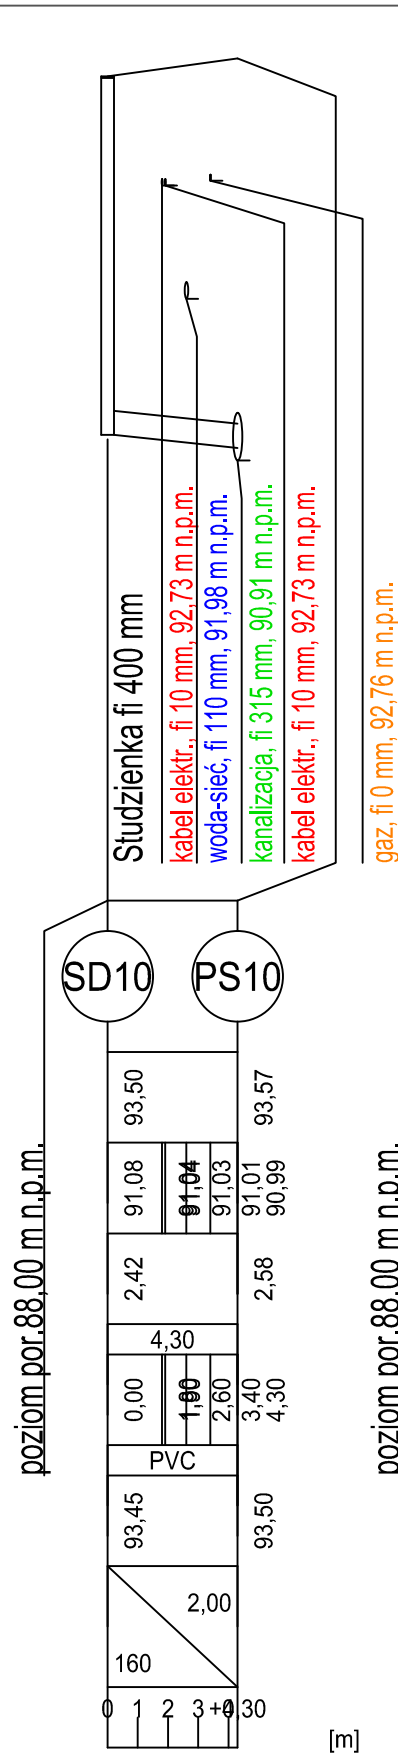 Studzienka fi 400 mm
kabel elektr., fi 10 mm, 92,73 m n.p.m.
woda-sieć, fi 110 mm, 91,98 m n.p.m.
kanalizacja, fi 315 mm, 90,91 m n.p.m.
kabel elektr., fi 10 mm, 92,73 m n.p.m.
gaz, fi 0 mm, 92,76 m n.p.m.
SD10
PS10
poziom por.88,00 m n.p.m.
poziom por.88,00 m n.p.m.
93,50
93,57
91,08
91,04
91,03
91,01
90,99
2,42
2,58
4,30
0,00
2,60
3,40
4,30
PVC
93,45
93,50
2,00
160
0 1 2 3
[m]